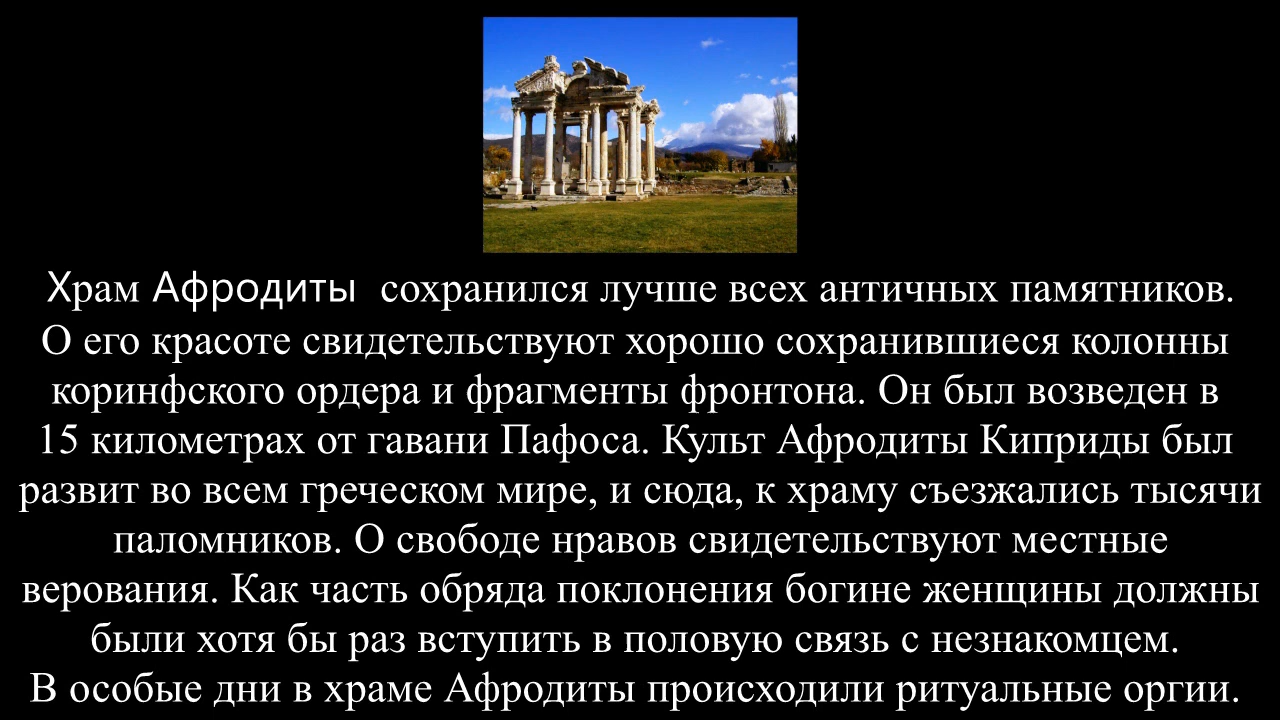 Храм Афродиты сохранился лучше всех античных памятников.
О его красоте свидетельствуют хорошо сохранившиеся колонны
коринфского ордера и фрагменты фронтона. Он был возведен в
15 километрах от гавани Пафоса. Культ Афродиты Киприды был
развит во всем греческом мире, и сюда, к храму съезжались тысячи
паломников. О свободе нравов свидетельствуют местные
верования. Как часть обряда поклонения богине женщины должны
были хотя бы раз вступить в половую связь с незнакомцем.
В особые дни в храме Афродиты происходили ритуальные оргии.